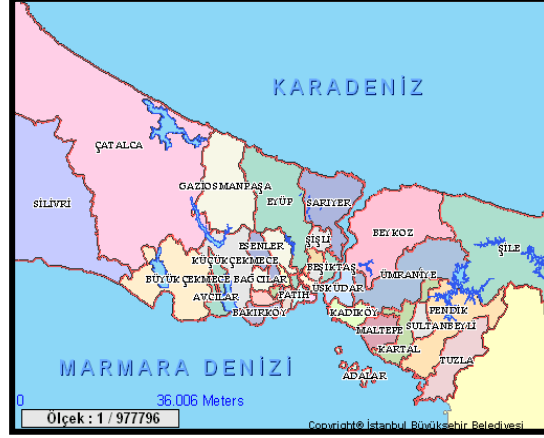 KARADENİZ
ÇATALCA
GAZİOSMANPAŞA
SİLİVRİ
EYÜP
SARIYER
BEYKOZ
ŞİŞLİ
ESENLER
ŞİLE
KÜÇÜKÇEKMECE
BEŞİKTAŞ
ÜMRANİYE
BÜYÜKÇEKMECE
BAĞCILAR
ÜSKÜDAR
AVCILAR
FATİH
PENDİK
BAKIRKÖY
KADIKÖY
SULTANBEYLİ
MALTEPE
KARTAL
TUZLA
MARMARA DENİZİ
ADALAR
0 36.006 Meters
Ölçek : 1 / 977796
Copyright® İstanbul Büyükşehir Belediyesi